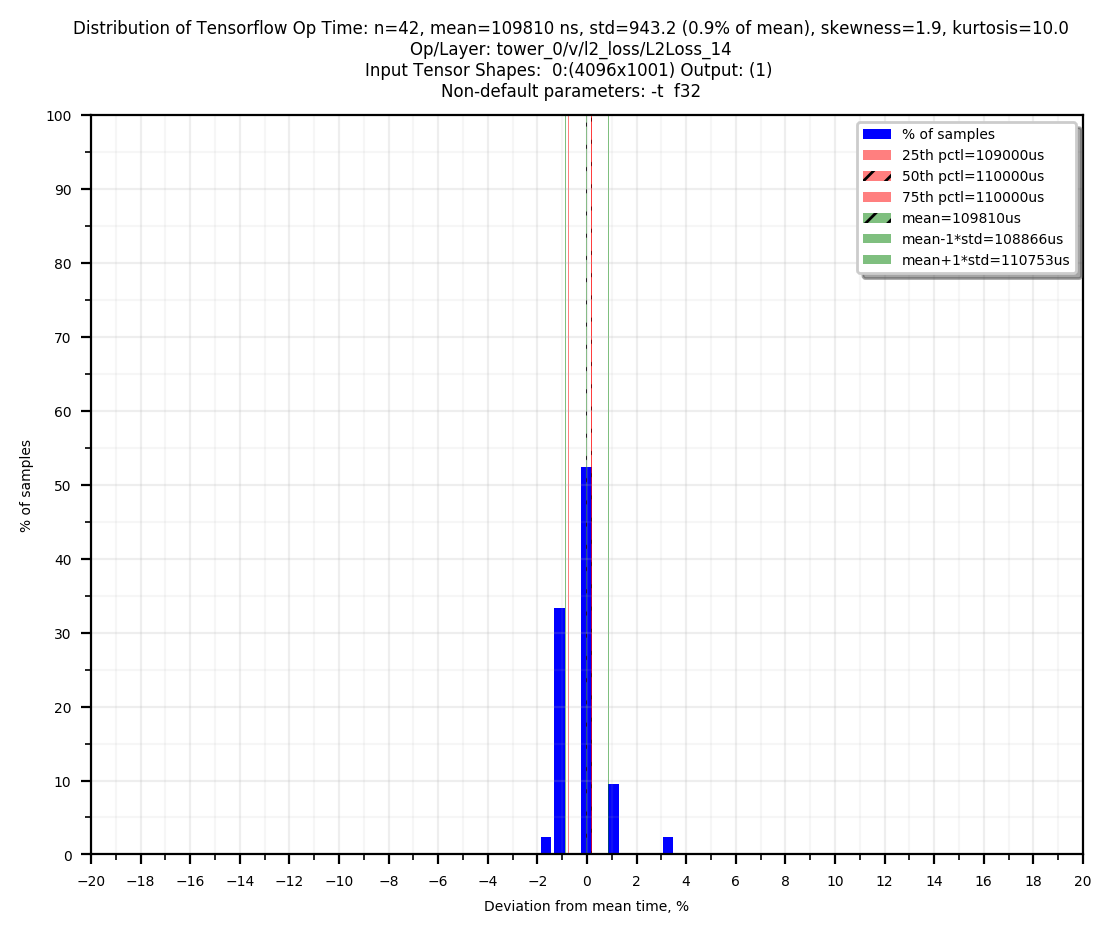 Distribution of Tensorflow Op Time: n=42, mean=109810 ns, std=943.2 (0.9% of mean), skewness=1.9, kurtosis=10.0
Op/Layer: tower_0/v/l2_loss/L2Loss_14
Input Tensor Shapes:  0:(4096x1001) Output: (1)
Non-default parameters: -t  f32
% of samples
25th pctl=109000us
50th pctl=110000us
75th pctl=110000us
mean=109810us
mean-1*std=108866us
mean+1*std=110753us
100
90
80
70
60
50
40
30
20
10
0
% of samples
−20 −18 −16 −14 −12 −10 −8 −6 −4 −2 0 2 4 6 8 10 12 14 16 18 20
Deviation from mean time, %